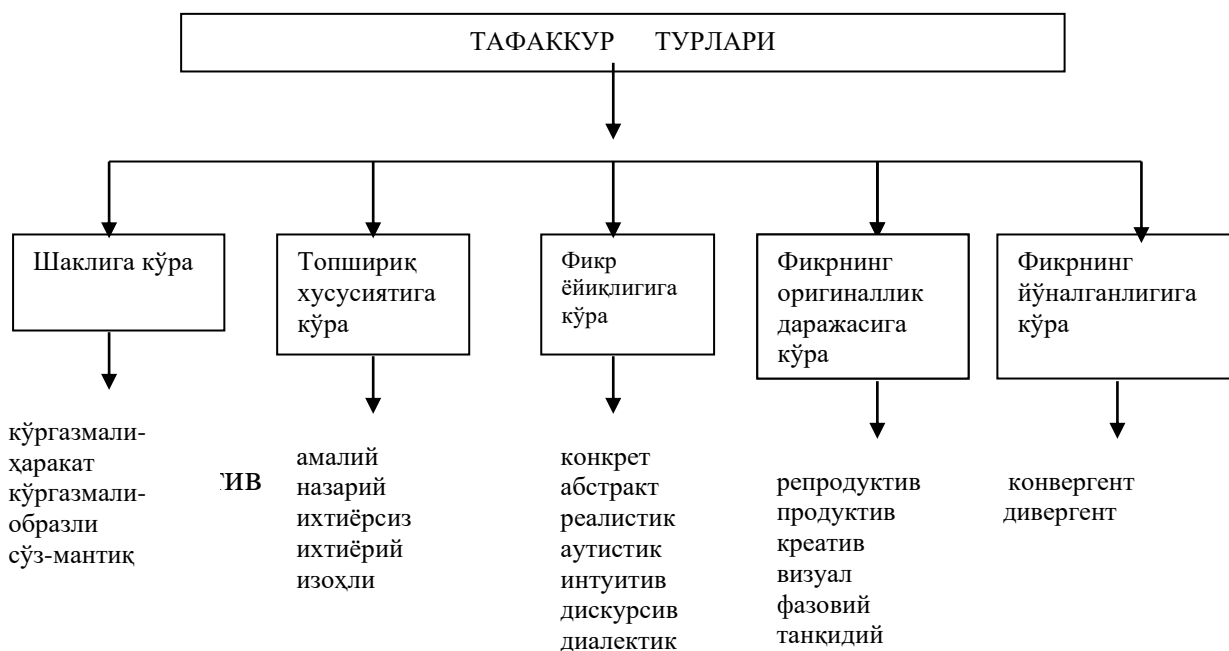 ТАФАККУР ТУРЛАРИ
Шаклига кўра
Топшириқ
хусусиятига
кўра
Фикр
ёйиқлигига
кўра
Фикрнинг
оригиналлик
даражасига
кўра
Фикрнинг
йўналганлигига
кўра
кўргазмали-
ҳаракат
кўргазмали-
образли
сўз-мантиқ
амалий
назарий
ихтиёрсиз
ихтиёрий
изоҳли
конкрет
абстракт
реалистик
аутистик
интуитив
дискурсив
диалектик
репродуктив
продуктив
креатив
визуал
фазовий
танқидий
конвергент
дивергент